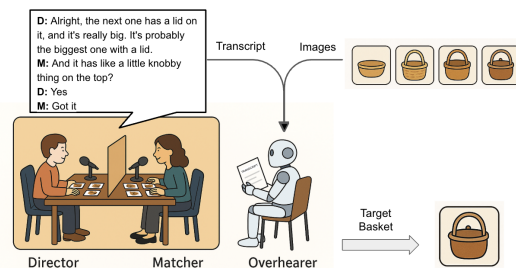 D: Alright, the next one has a lid on
it, and it's really big. It's probably
the biggest one with a lid.
M: And it has like a little knobby
thing on the top?
D: Yes
M: Got it
Transcript
Images
Target
Basket
Director
Matcher
Overhearer